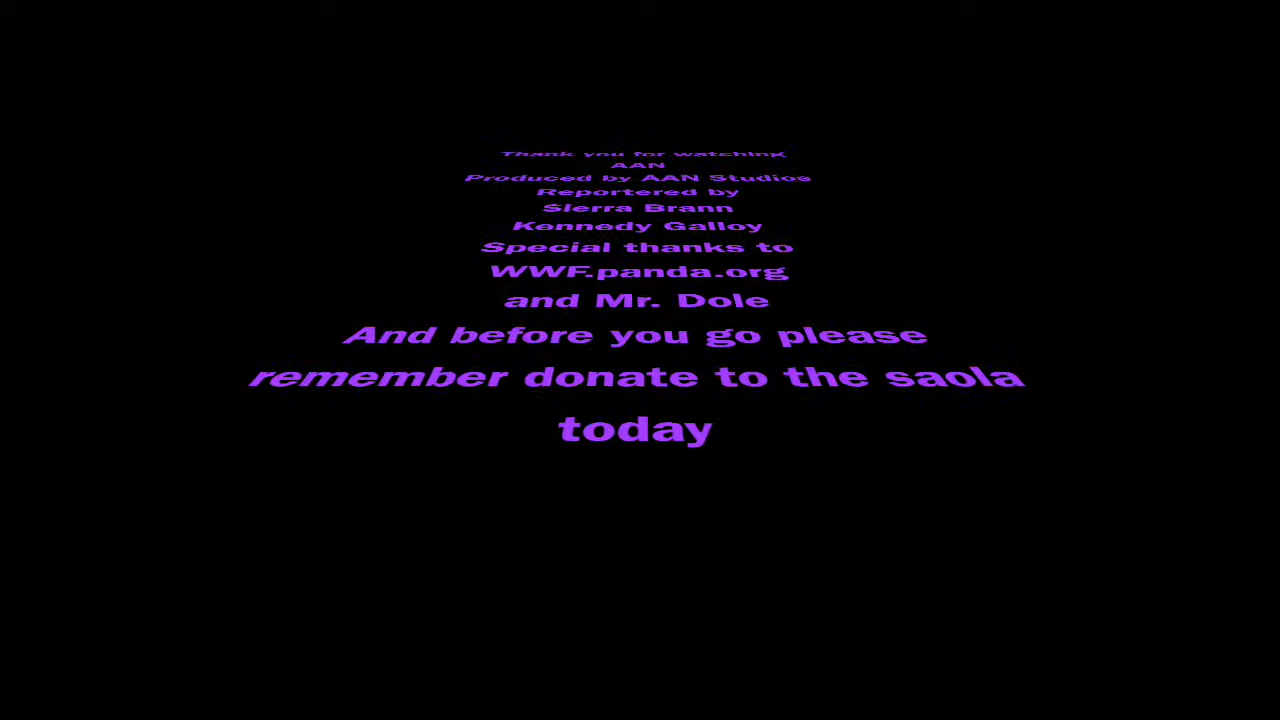 Thank you for watching
AAN
Produced by AAN Studios
Reportered by
Sierra Brann
Kennedy Galloy
Special thanks to
WWF.panda.org
and Mr. Dole
And before you go please
remember donate to the saola
today